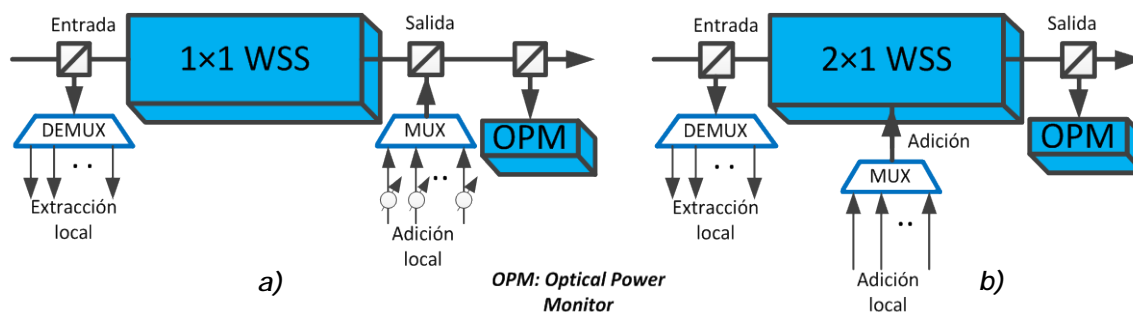 Entrada
1×1 WSS
Salida
DEMUX
MUX
OPM
Extracción
local
Adición
local
a)
OPM: Optical Power
Monitor
Entrada
2×1 WSS
Salida
DEMUX
Adición
MUX
OPM
Extracción
local
Adición
local
b)